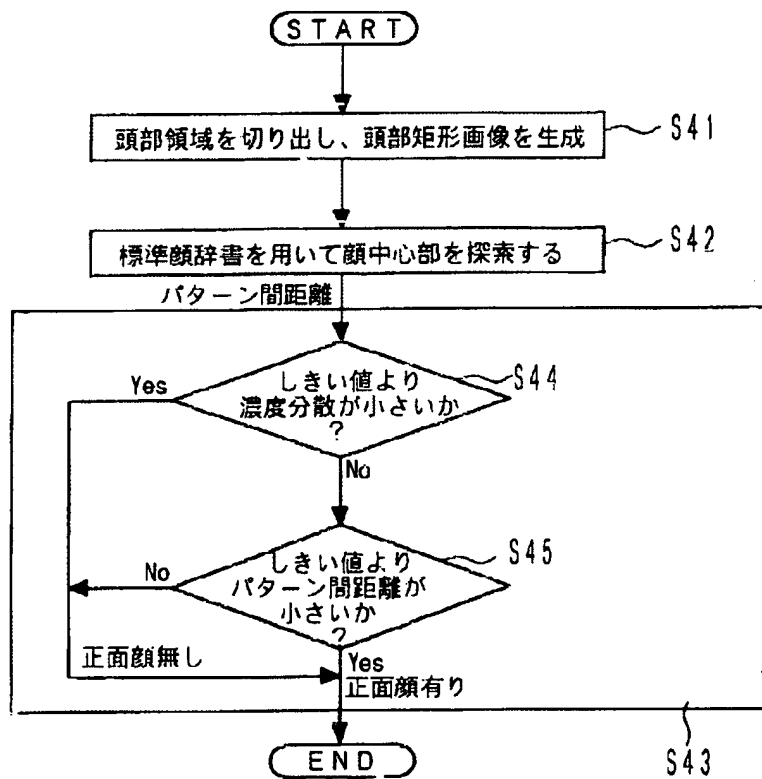 START
頭部領域を切り出し、頭部矩形画像を生成
S41
標準顔辞書を用いて顔中心部を探索する
S42
パターン間距離
しきい値より
濃度分散が小さいか
?
S44
Yes
No
しきい値より
パターン間距離が
小さいか
?
S45
No
正面顔無し
Yes
正面顔有り
END
S43